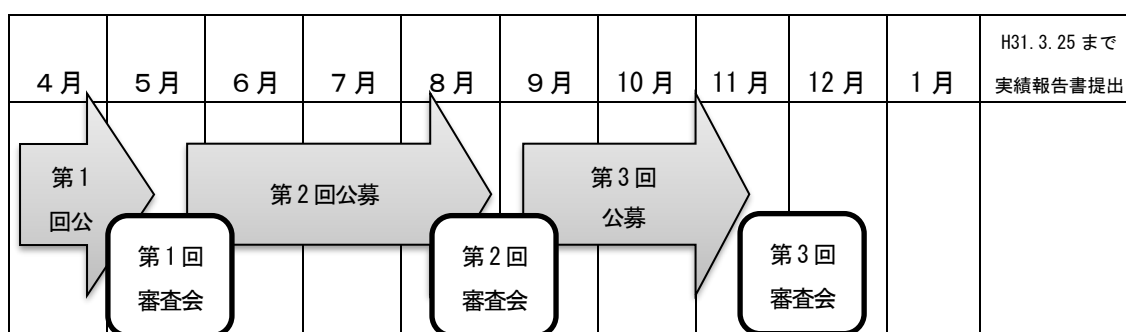 H31.3.25 まで
4月 5月 6月 7月 8月 9月 10月 11月 12月 1月 実績報告書提出
第1
回公
第2回公募
第3回
公募
第1回
審査会
第2回
審査会
第3回
審査会